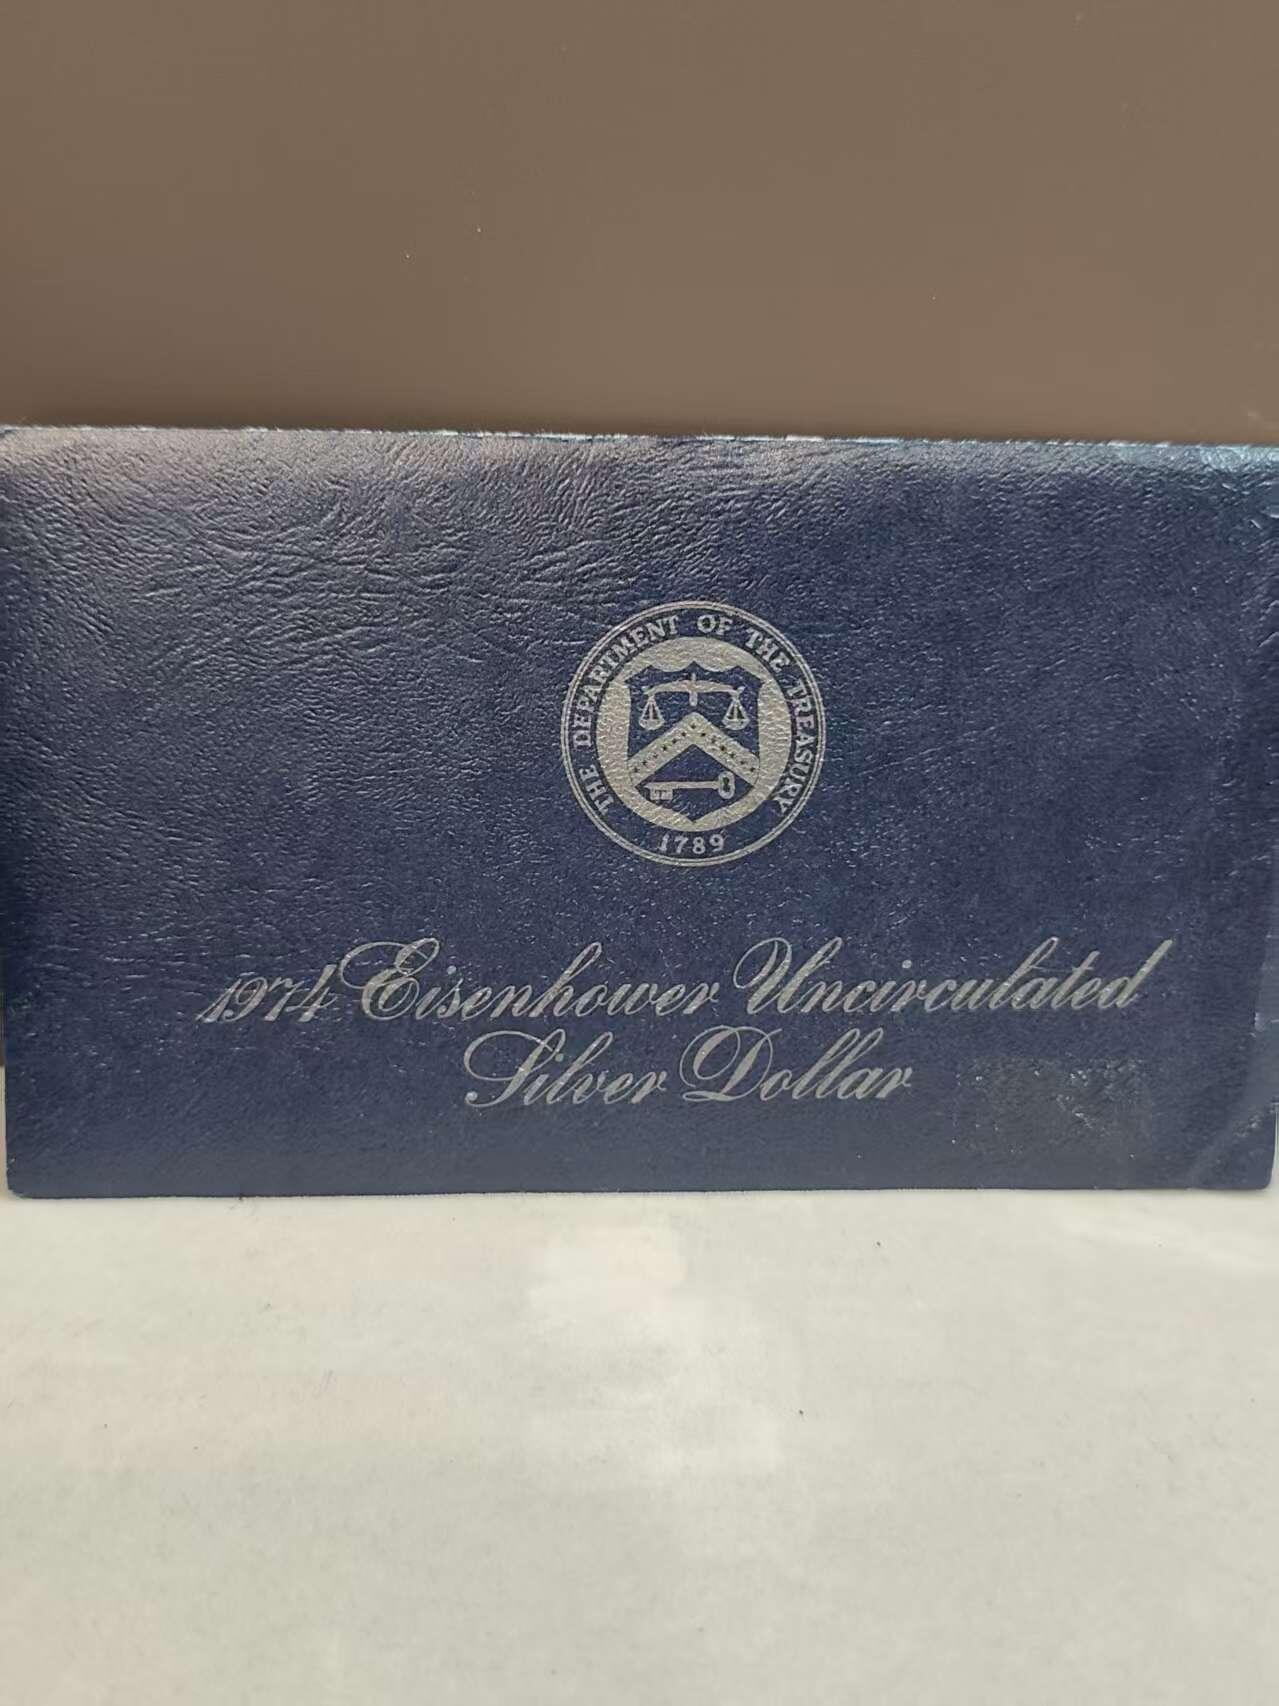 THE DEPARTMENT OF THE TREASURY
1789
1974 Eisenhower Uncirculated
Silver Dollar